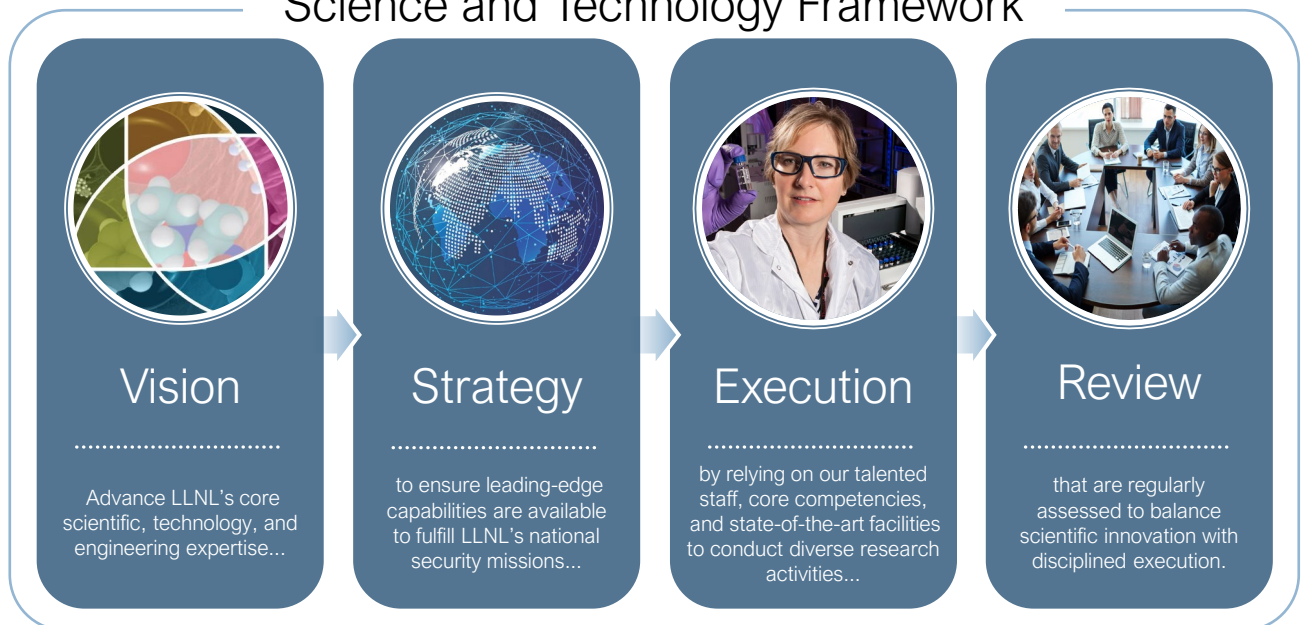 Science and Technology Framework
Vision
Advance LLNL's core
scientific, technology, and
engineering expertise...
Strategy
to ensure leading-edge
capabilities are available
to fulfill LLNL's national
security missions...
Execution
by relying on our talented
staff, core competencies,
and state-of-the-art facilities
to conduct diverse research
activities...
Review
that are regularly
assessed to balance
scientific innovation with
disciplined execution.